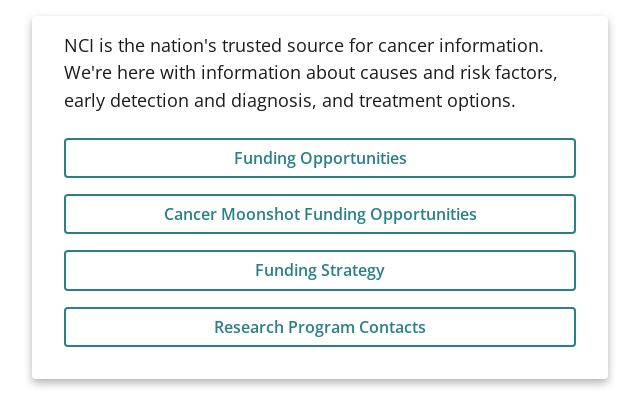 NCI is the nation's trusted source for cancer information.
We're here with information about causes and risk factors,
early detection and diagnosis, and treatment options.
Funding Opportunities
Cancer Moonshot Funding Opportunities
Funding Strategy
Research Program Contacts